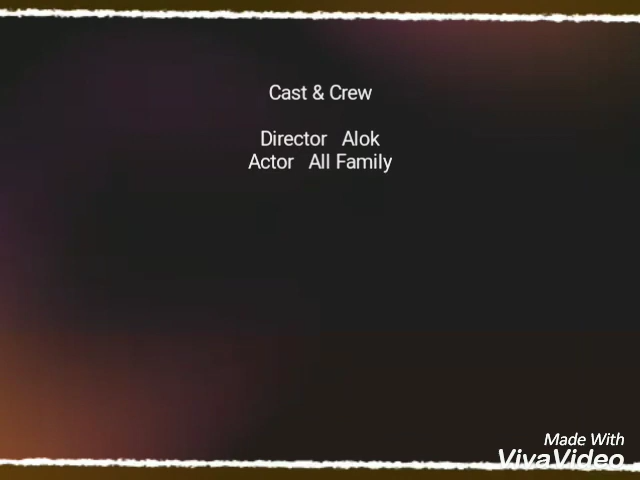 Cast & Crew
Director Alok
Actor All Family
Made With
VivaVideo